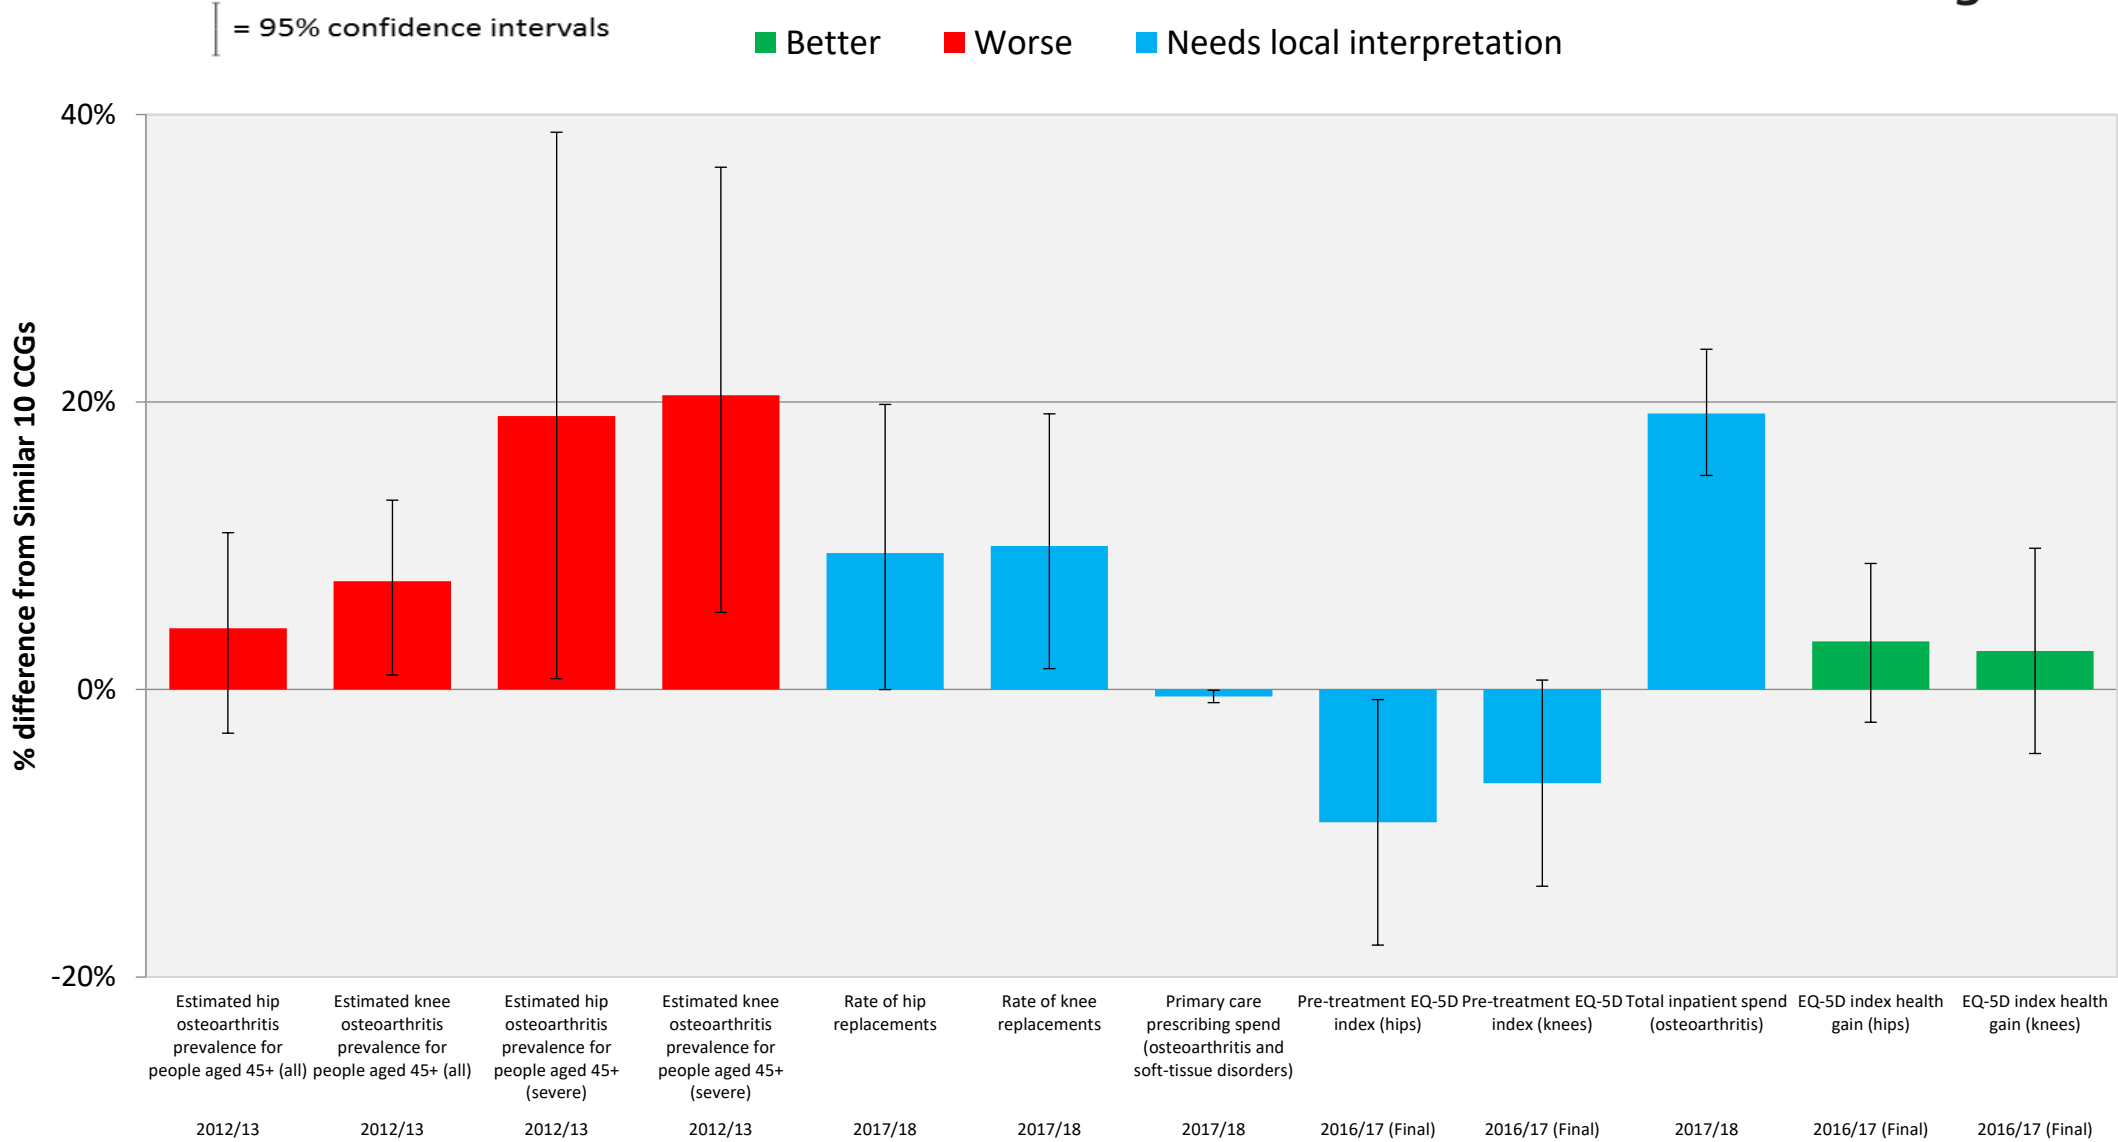 = 95% confidence intervals
Better
Worse
Needs local interpretation
% difference from Similar 10 CCGs
40%
20%
0%
-20%
Estimated hip
osteoarthritis
prevalence for
people aged 45+ (all)
2012/13
Estimated knee
osteoarthritis
prevalence for
people aged 45+ (all)
2012/13
Estimated hip
osteoarthritis
prevalence for
people aged 45+
(severe)
2012/13
Estimated knee
osteoarthritis
prevalence for
people aged 45+
(severe)
2012/13
Rate of hip
replacements
2017/18
Rate of knee
replacements
2017/18
Primary care
prescribing spend
(osteoarthritis and
soft-tissue disorders)
2017/18
Pre-treatment EQ-5D
index (hips)
2016/17 (Final)
Pre-treatment EQ-5D
index (knees)
2016/17 (Final)
Total inpatient spend
(osteoarthritis)
2017/18
EQ-5D index health
gain (hips)
2016/17 (Final)
EQ-5D index health
gain (knees)
2016/17 (Final)